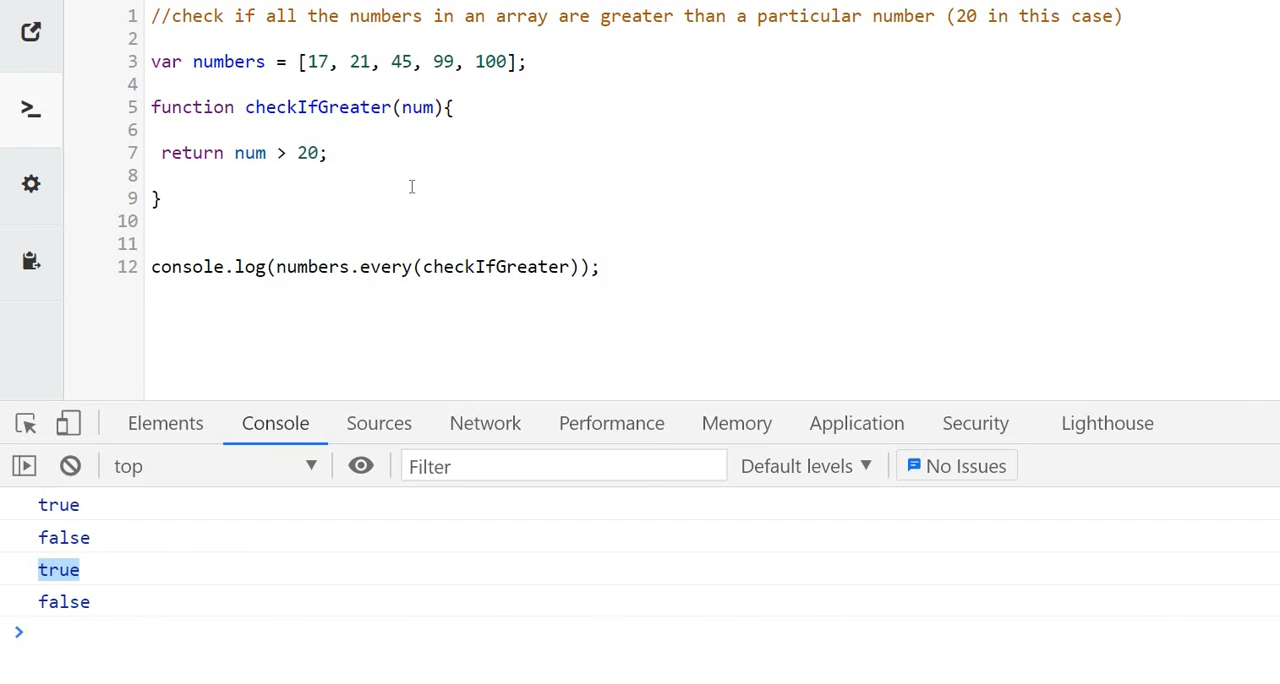 1 //check if all the numbers in an array are greater than a particular number (20 in this case)
2
3 var numbers = [17, 21, 45, 99, 100];
4
5 function checkIfGreater(num){
6
7 return num > 20;
8
9 }
10
11
12 console.log(numbers.every(checkIfGreater));
Elements Console Sources Network Performance Memory Application Security Lighthouse
top Filter Default levels No Issues
true
false
true
false